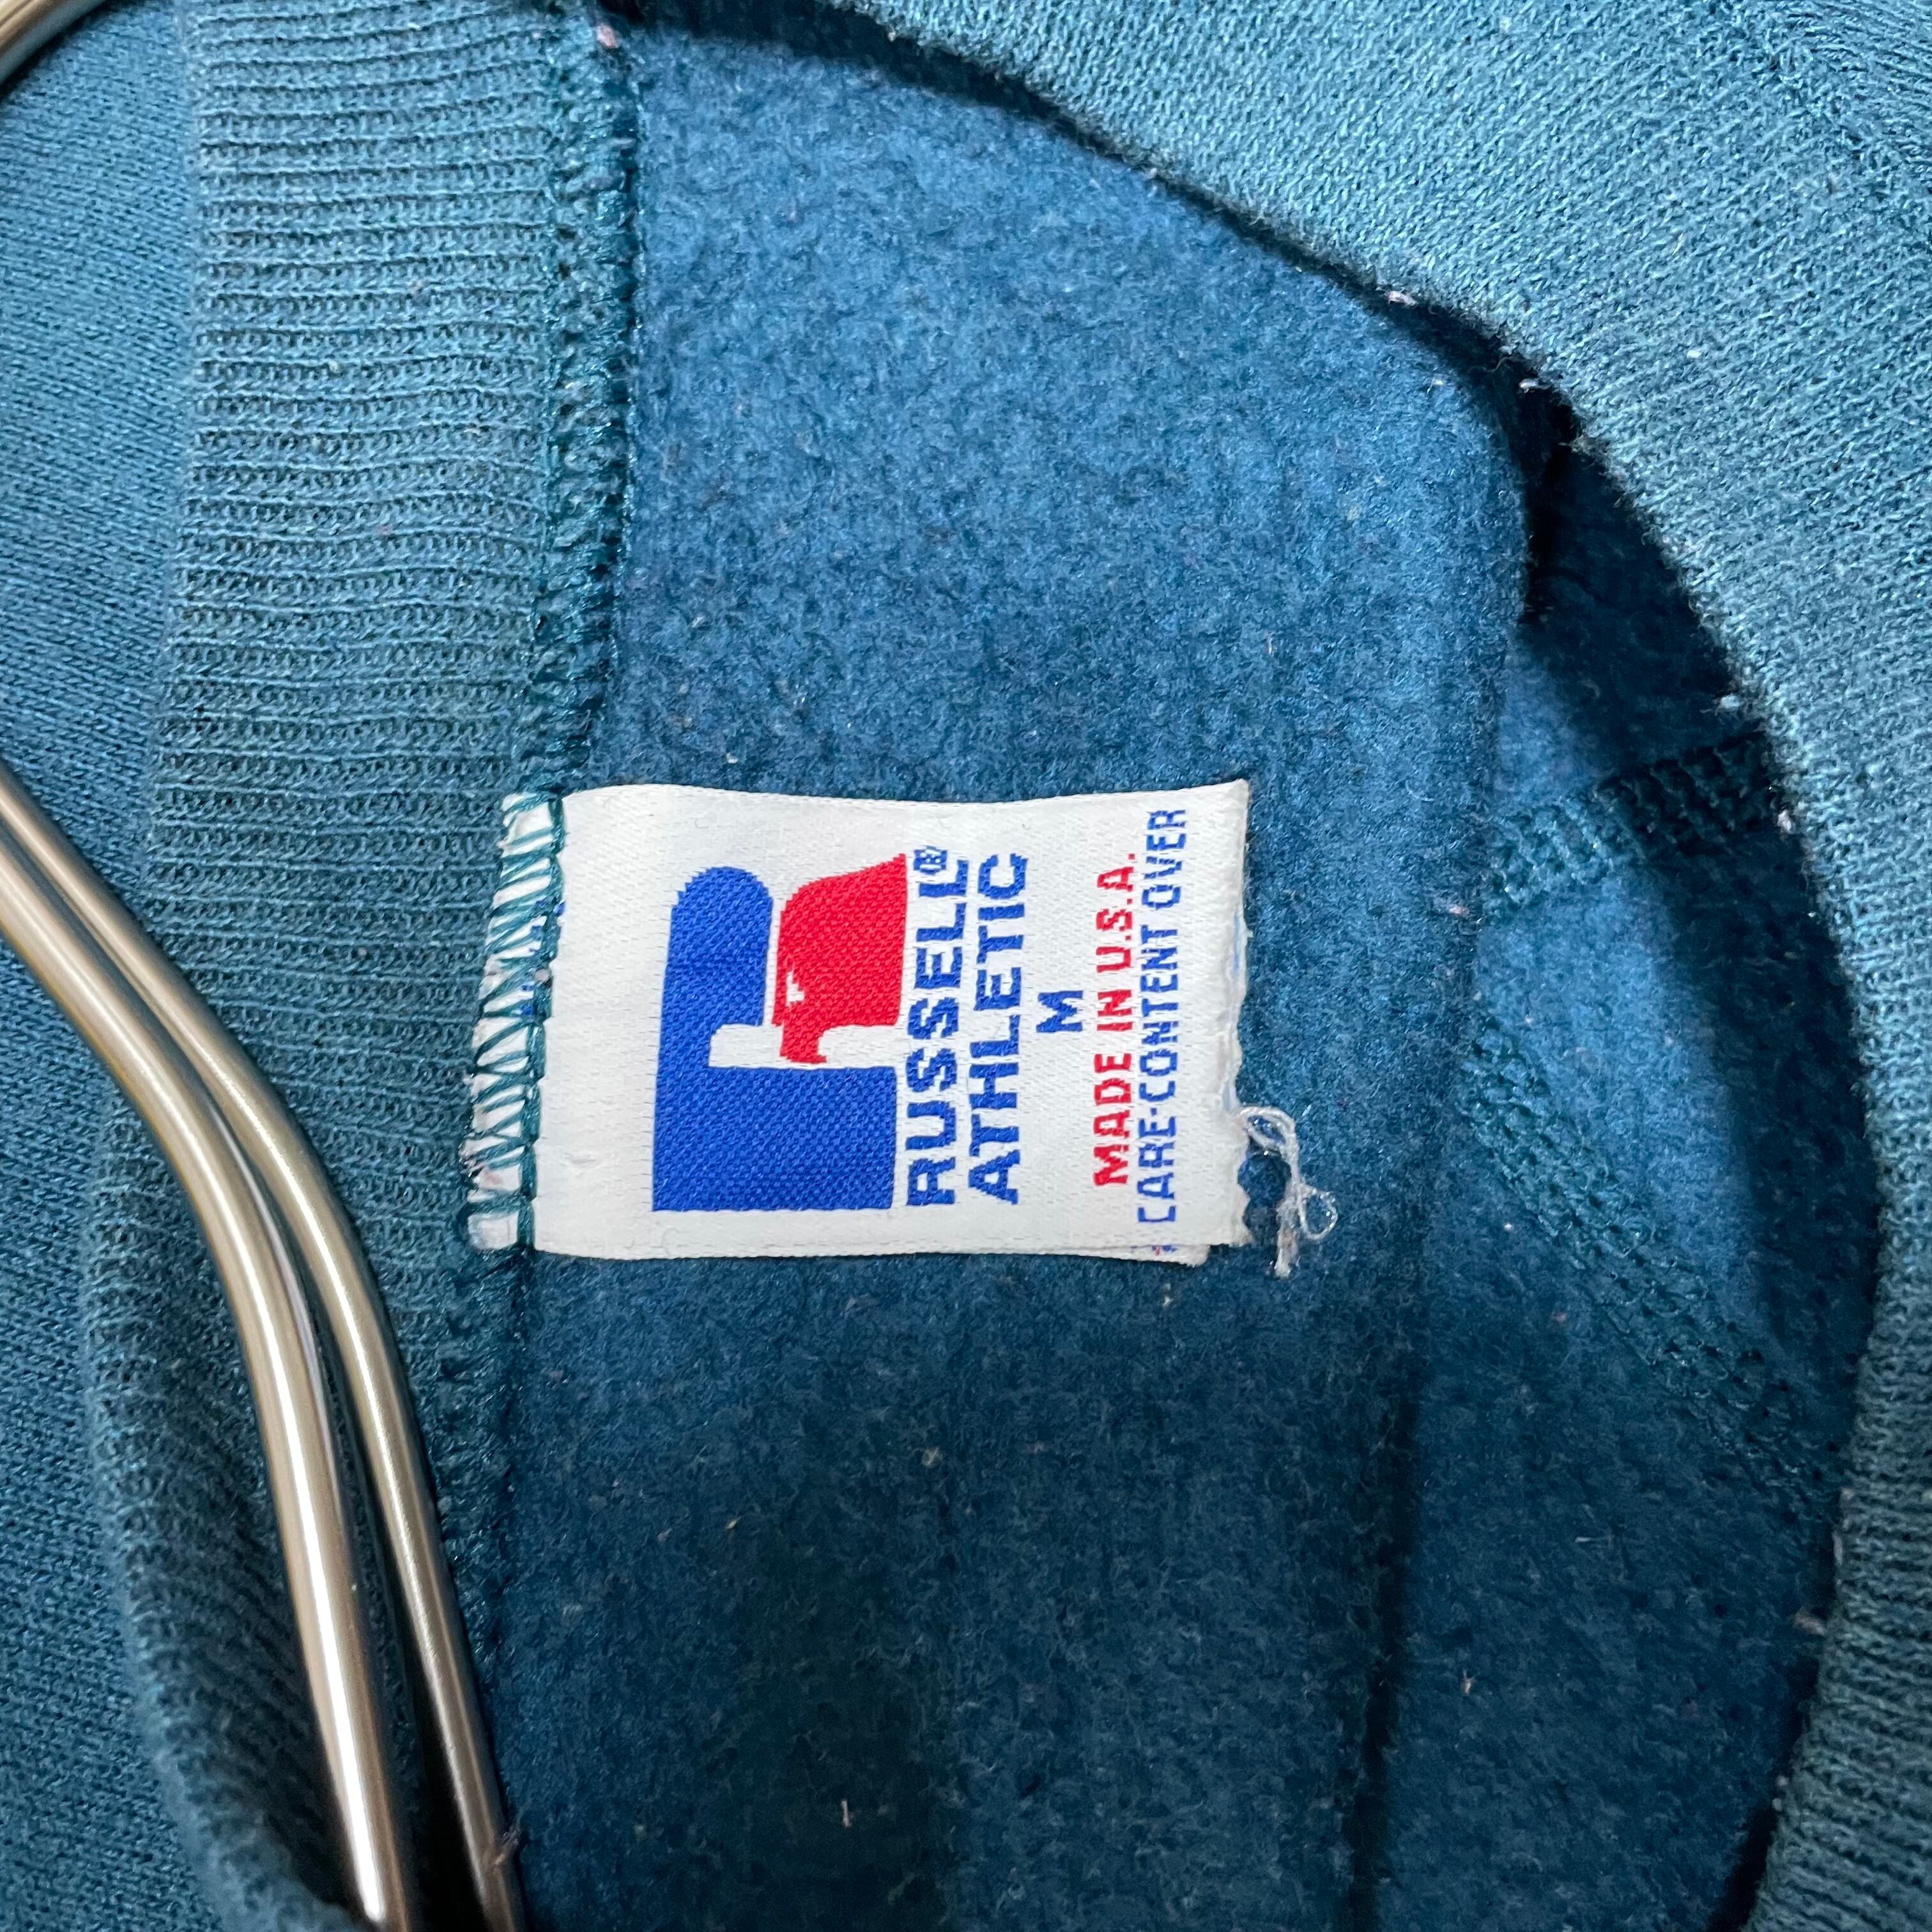 RUSSELL®
ATHLETIC
M
MADE IN U.S.A.
CARE-CONTENT OVER